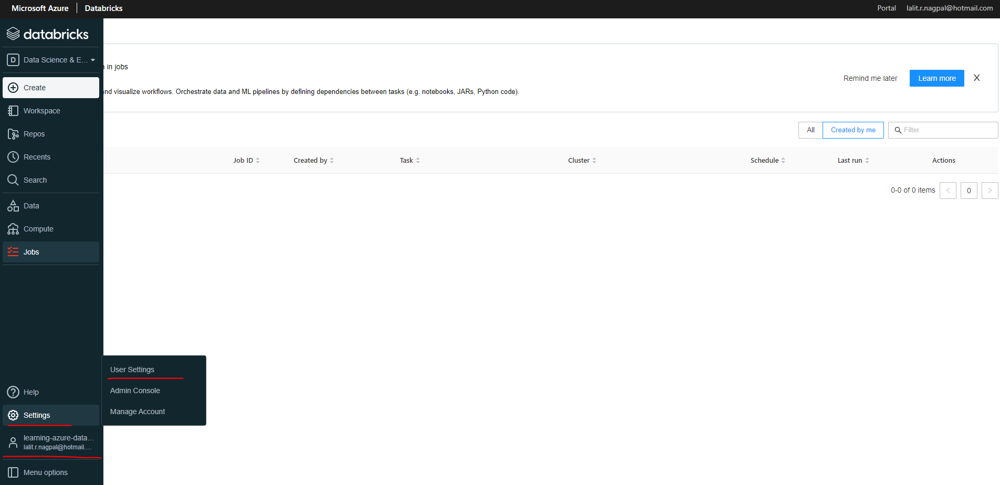 Microsoft Azure Databricks Portal lalit.r.nagpal@hotmail.com
databricks
D Data Science & E...
in jobs
Remind me later Learn more X
Create
and visualize workflows. Orchestrate data and ML pipelines by defining dependencies between tasks (e.g. notebooks, JARs, Python code).
Workspace
All Created by me Filter
Repos
Recents
Job ID Created by Task Cluster Schedule Last run Actions
Search
0-0 of 0 items < 0 >
Data
Compute
Jobs
User Settings
Admin Console
Manage Account
Help
Settings
learning-azure-data...
lalit.r.nagpal@hotmail....
Menu options